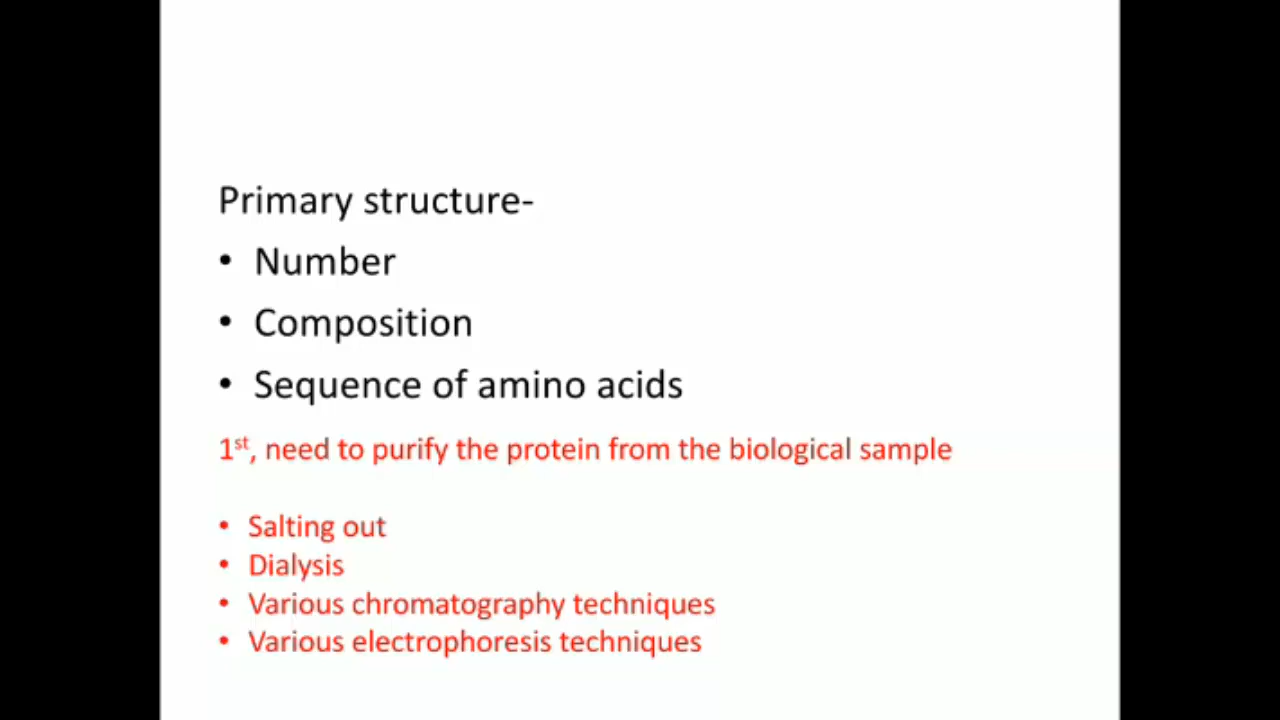 Primary structure-
• Number
• Composition
• Sequence of amino acids
1st, need to purify the protein from the biological sample
• Salting out
• Dialysis
• Various chromatography techniques
• Various electrophoresis techniques